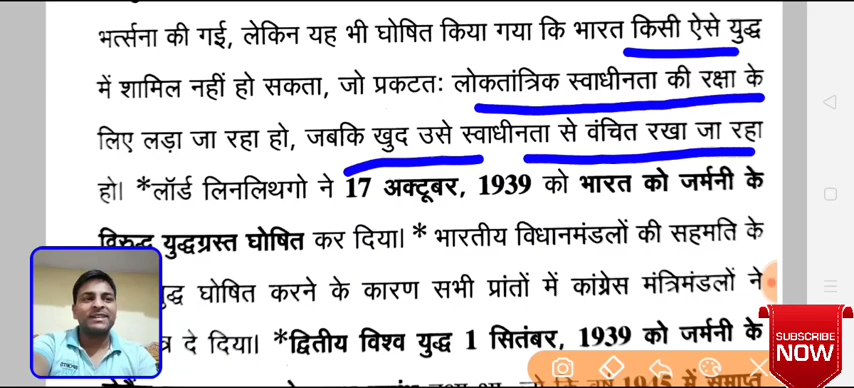 भर्त्सना की गई, लेकिन यह भी घोषित किया गया कि भारत किसी ऐसे युद्ध
में शामिल नहीं हो सकता, जो प्रकटतः लोकतांत्रिक स्वाधीनता की रक्षा के
लिए लड़ा जा रहा हो, जबकि खुद उसे स्वाधीनता से वंचित रखा जा रहा
हो। *लॉर्ड लिनलिथगो ने 17 अक्टूबर, 1939 को भारत को जर्मनी के
विरुद्ध युद्धग्रस्त घोषित कर दिया। * भारतीय विधानमंडलों की सहमति के
घोषित करने के कारण सभी प्रांतों में कांग्रेस मंत्रिमंडलों ने
दे दिया। *द्वितीय विश्व युद्ध 1 सितंबर, 1939 को जर्मनी के
1945 में समाप्त
SUBSCRIBE
NOW